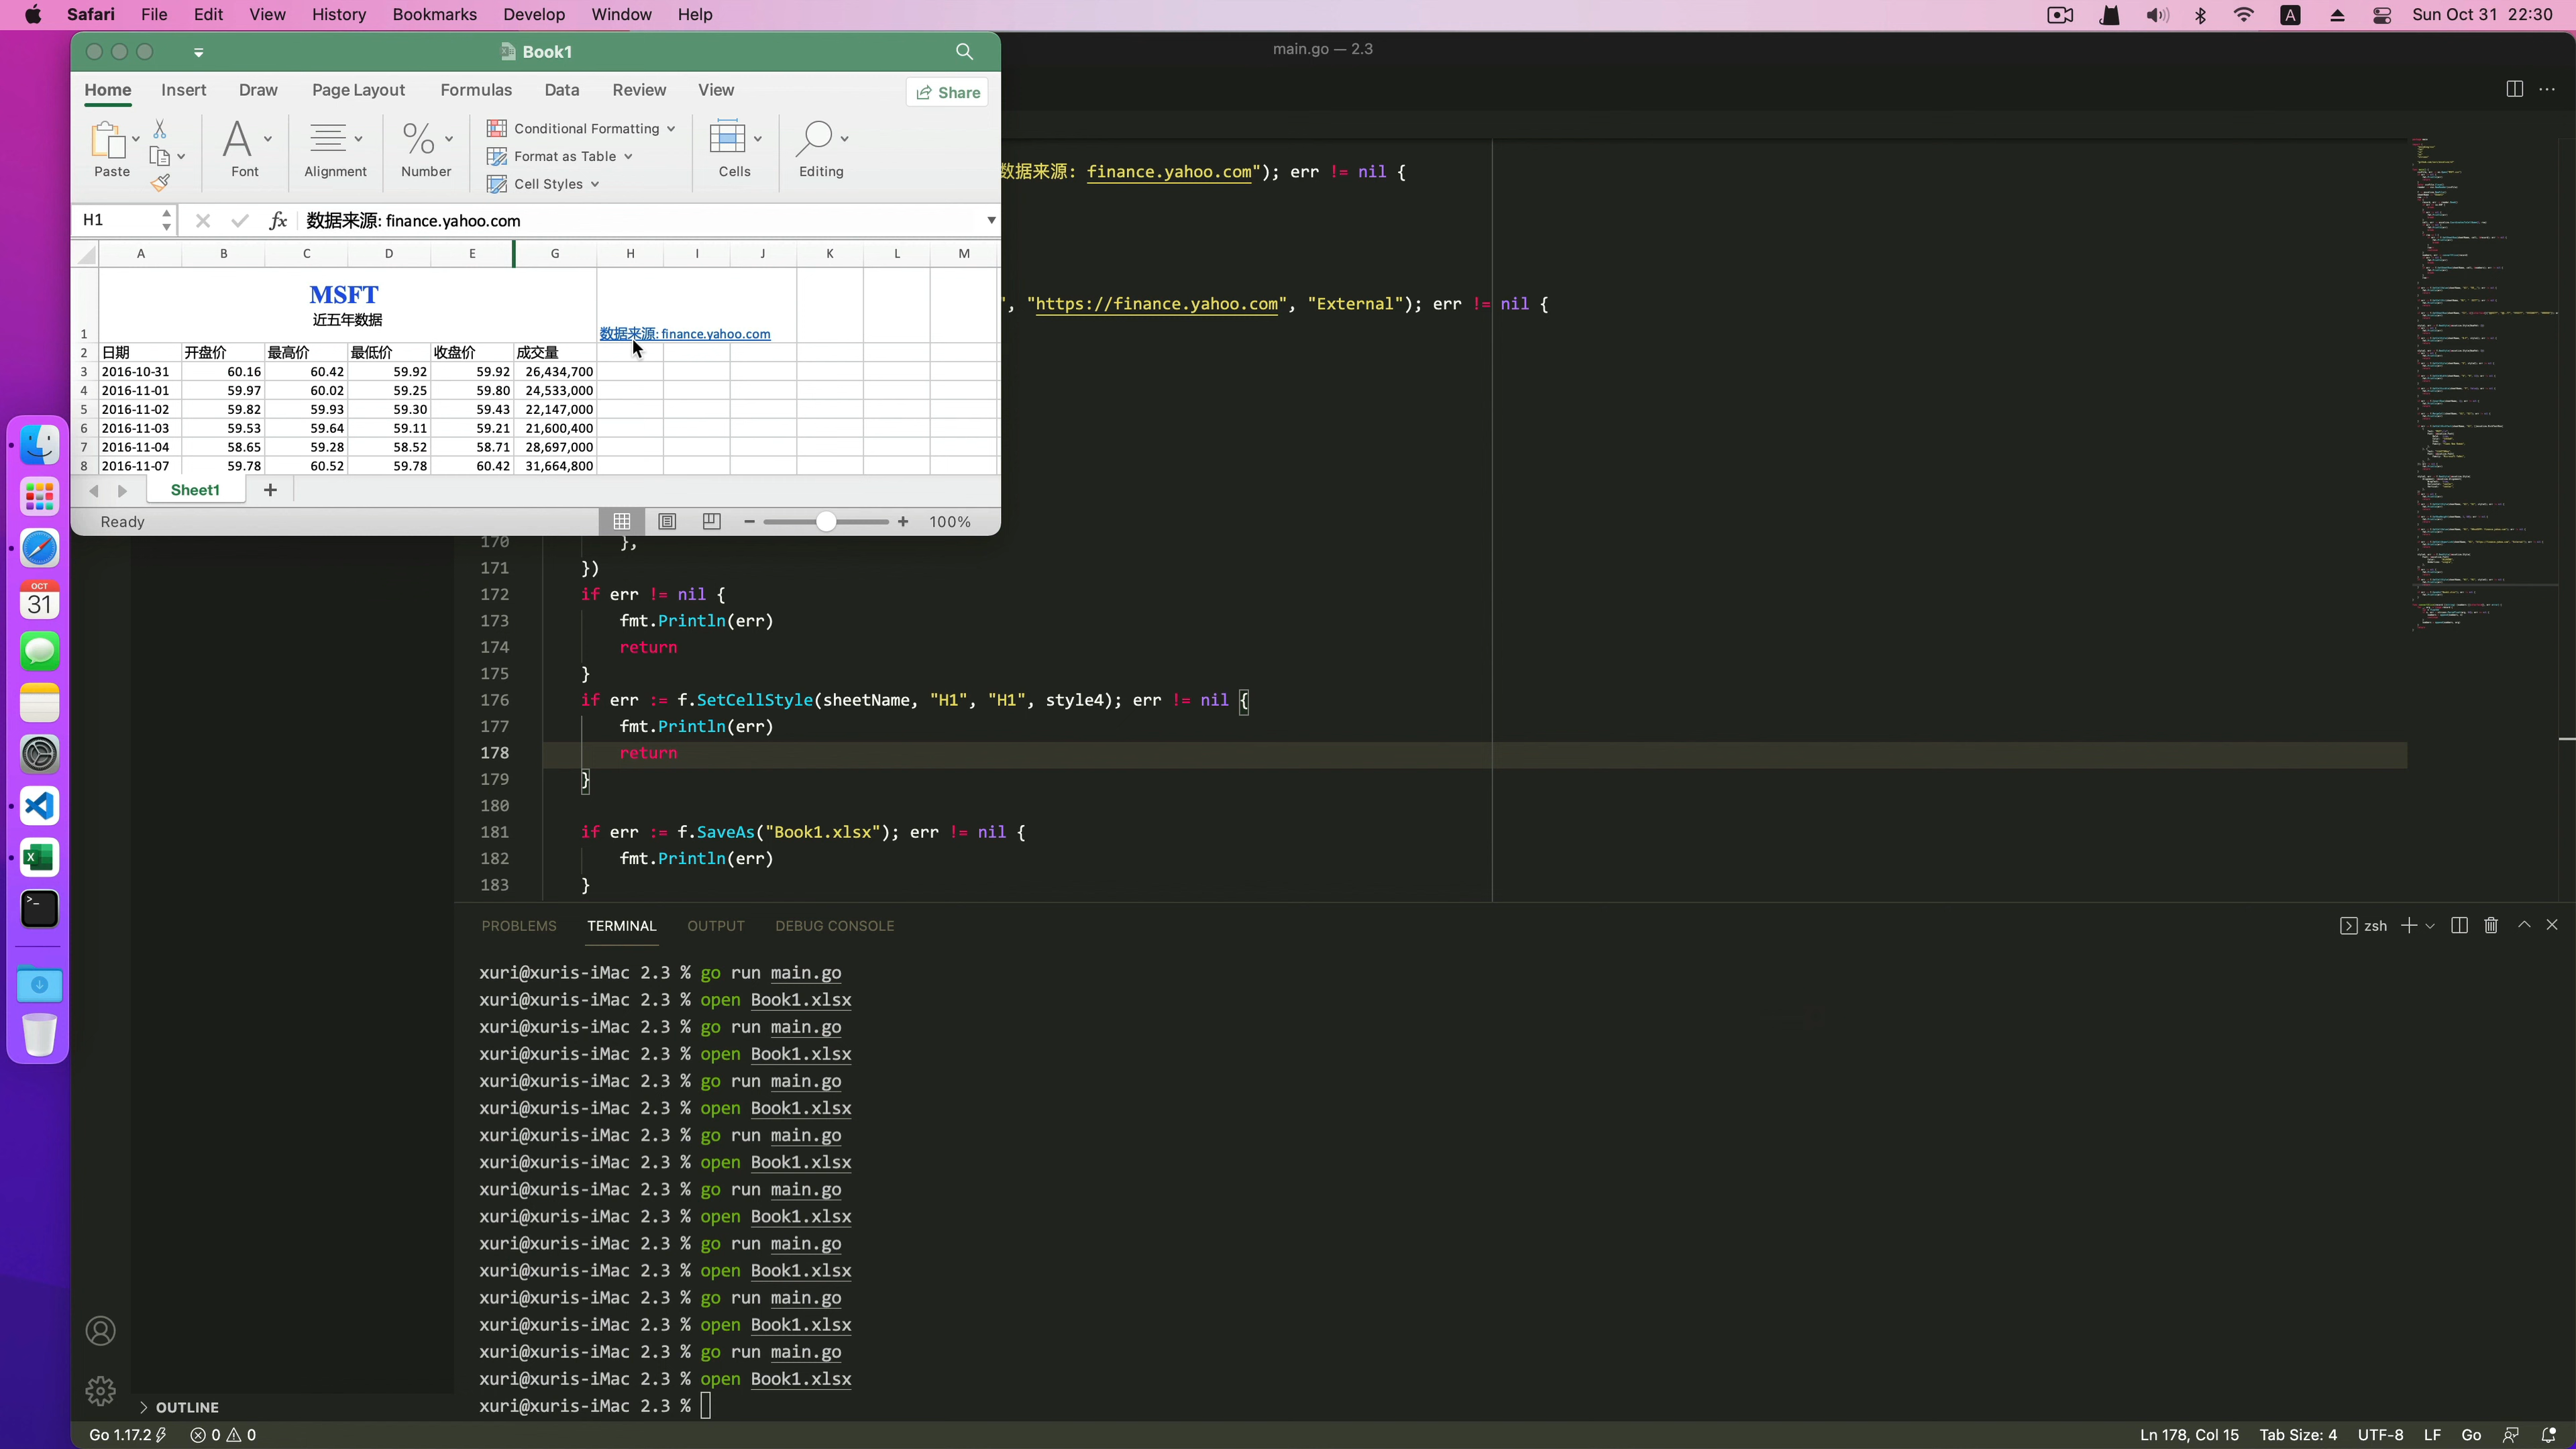 Safari File Edit View History Bookmarks Develop Window Help
A Sun Oct 31 22:30
Book1
main.go — 2.3
Home Insert Draw Page Layout Formulas Data Review View Share
Paste Font Alignment Number
Conditional Formatting
Format as Table
Cell Styles
Cells Editing
H1 fx 数据来源: finance.yahoo.com
A B C D E G H I J K L M
MSFT
近五年数据
1 数据来源: finance.yahoo.com
2 日期 开盘价 最高价 最低价 收盘价 成交量
3 2016-10-31 60.16 60.42 59.92 59.92 26,434,700
4 2016-11-01 59.97 60.02 59.25 59.80 24,533,000
5 2016-11-02 59.82 59.93 59.30 59.43 22,147,000
6 2016-11-03 59.53 59.64 59.11 59.21 21,600,400
7 2016-11-04 58.65 59.28 58.52 58.71 28,697,000
8 2016-11-07 59.78 60.52 59.78 60.42 31,664,800
Sheet1
Ready 100%
数据来源: finance.yahoo.com"); err != nil {
", "https://finance.yahoo.com", "External"); err != nil {
170 },
171 })
172 if err != nil {
173 fmt.Println(err)
174 return
175 }
176 if err := f.SetCellStyle(sheetName, "H1", "H1", style4); err != nil {
177 fmt.Println(err)
178 return
179 }
180
181 if err := f.SaveAs("Book1.xlsx"); err != nil {
182 fmt.Println(err)
183 }
OCT
31
PROBLEMS TERMINAL OUTPUT DEBUG CONSOLE
zsh
xuri@xuris-iMac 2.3 % go run main.go
xuri@xuris-iMac 2.3 % open Book1.xlsx
xuri@xuris-iMac 2.3 % go run main.go
xuri@xuris-iMac 2.3 % open Book1.xlsx
xuri@xuris-iMac 2.3 % go run main.go
xuri@xuris-iMac 2.3 % open Book1.xlsx
xuri@xuris-iMac 2.3 % go run main.go
xuri@xuris-iMac 2.3 % open Book1.xlsx
xuri@xuris-iMac 2.3 % go run main.go
xuri@xuris-iMac 2.3 % open Book1.xlsx
xuri@xuris-iMac 2.3 % go run main.go
xuri@xuris-iMac 2.3 % open Book1.xlsx
xuri@xuris-iMac 2.3 % go run main.go
xuri@xuris-iMac 2.3 % open Book1.xlsx
xuri@xuris-iMac 2.3 % go run main.go
xuri@xuris-iMac 2.3 % open Book1.xlsx
xuri@xuris-iMac 2.3 %
OUTLINE
Go 1.17.2 0 0
Ln 178, Col 15 Tab Size: 4 UTF-8 LF Go